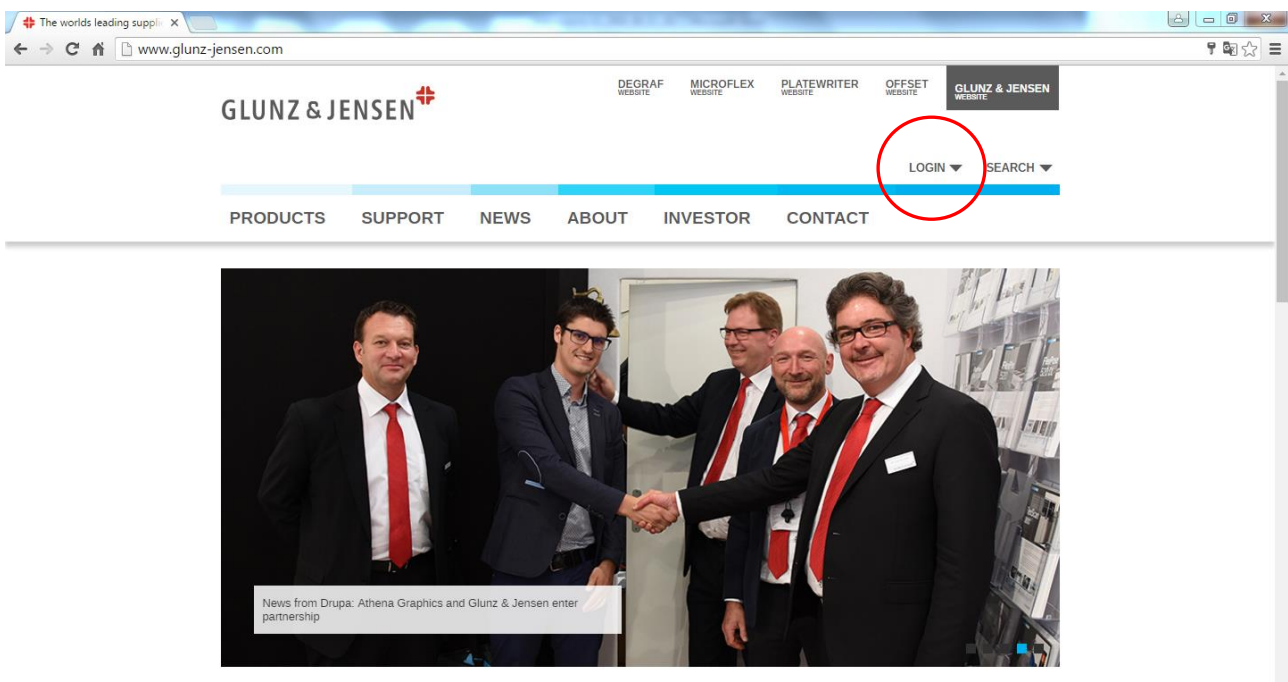 The worlds leading suppli
www.glunz-jensen.com
GLUNZ & JENSEN
DEGRAF
WEBSITE
MICROFLEX
WEBSITE
PLATEWRITER
WEBSITE
OFFSET
WEBSITE
GLUNZ & JENSEN
WEBSITE
LOGIN
SEARCH
PRODUCTS SUPPORT NEWS ABOUT INVESTOR CONTACT
News from Drupa: Athena Graphics and Glunz & Jensen enter
partnership